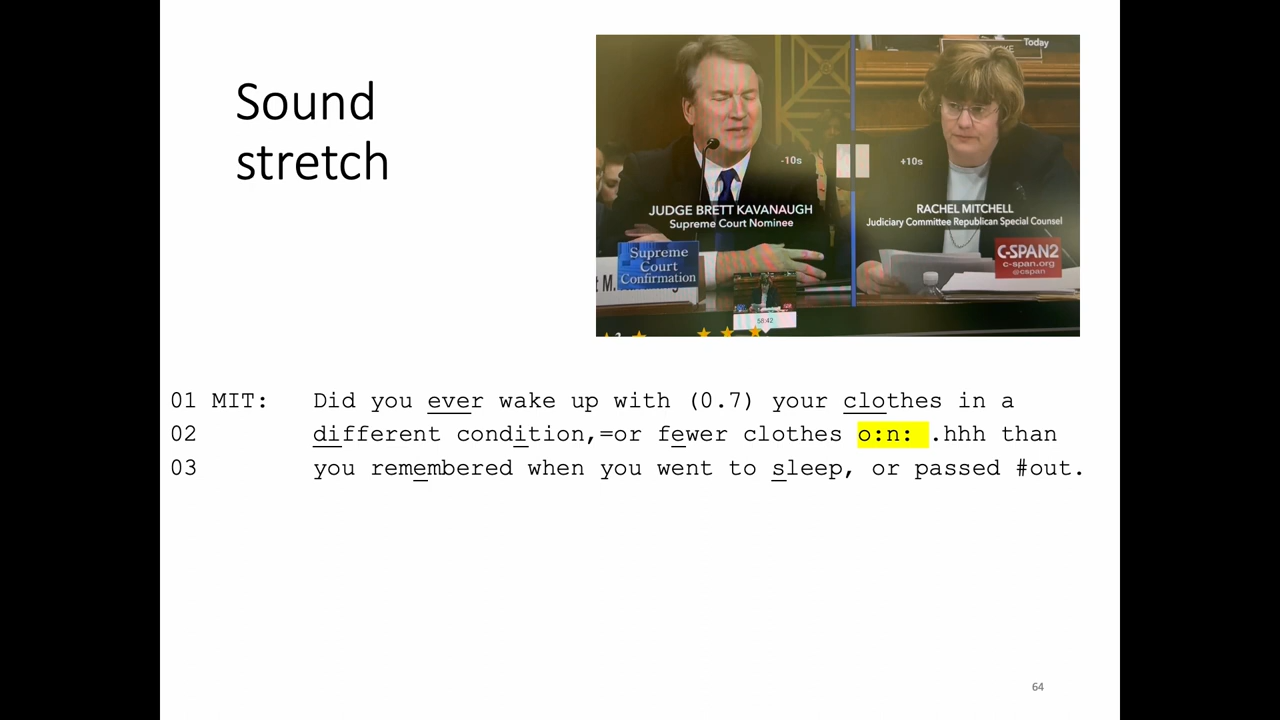 Sound
stretch
Today
-10s
+10s
JUDGE BRETT KAVANAUGH
Supreme Court Nominee
RACHEL MITCHELL
Judiciary Committee Republican Special Counsel
Supreme
Court
Confirmation
C-SPAN2
c-span.org
@cspan
58:42
01 MIT: Did you ever wake up with (0.7) your clothes in a
02 different condition,=or fewer clothes o:n: .hhh than
03 you remembered when you went to sleep, or passed #out.
64